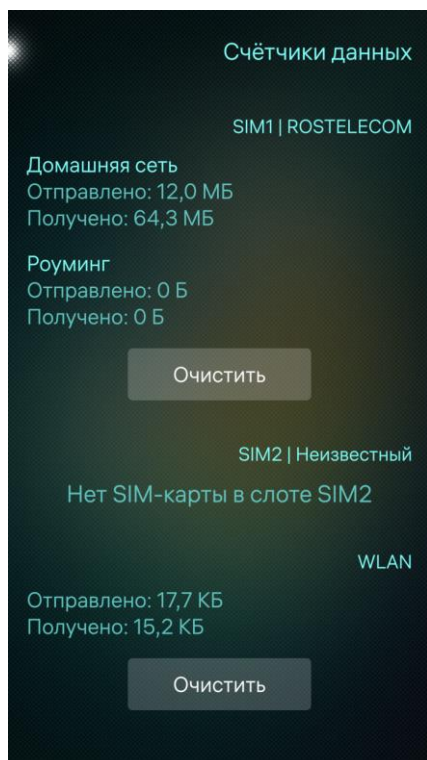 Счётчики данных
SIM1 | ROSTELECOM
Домашняя сеть
Отправлено: 12,0 МБ
Получено: 64,3 МБ
Роуминг
Отправлено: 0 Б
Получено: 0 Б
Очистить
SIM2 | Неизвестный
Нет SIM-карты в слоте SIM2
WLAN
Отправлено: 17,7 КБ
Получено: 15,2 КБ
Очистить